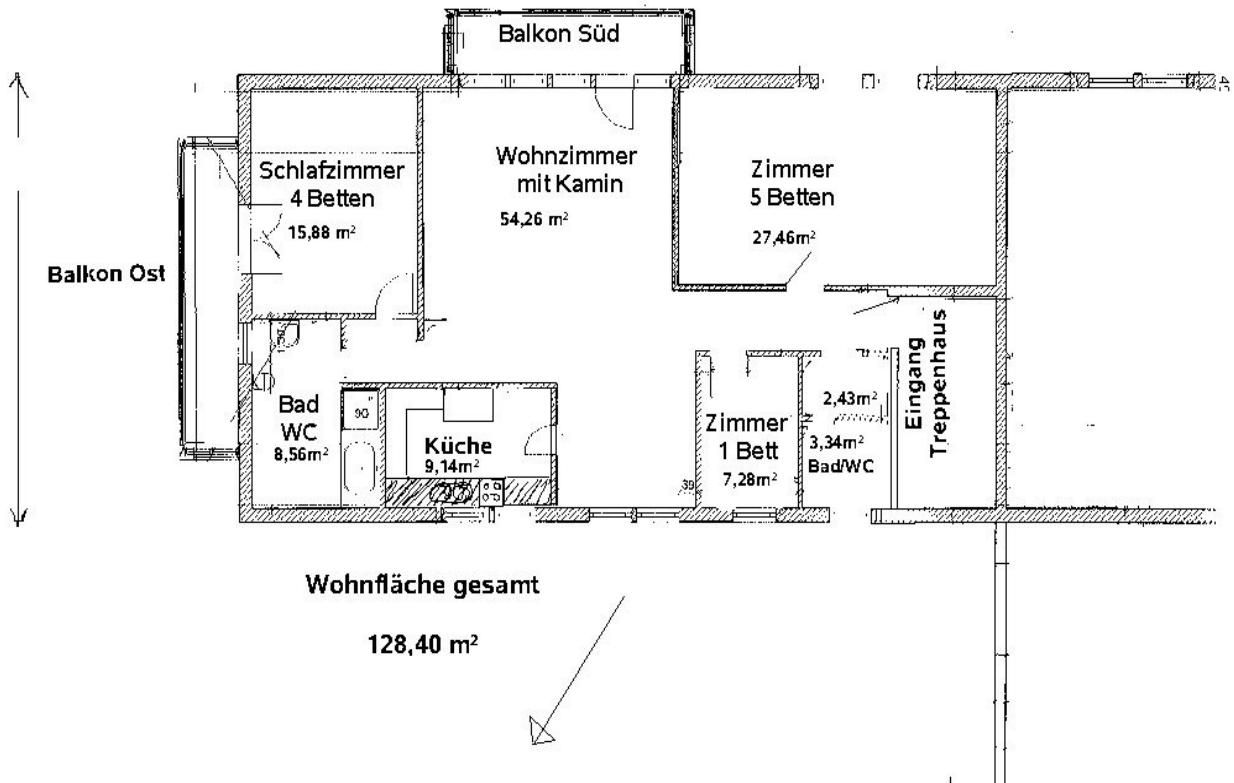 Balkon Süd
Schlafzimmer
4 Betten
15,88 m²
Wohnzimmer
mit Kamin
54,26 m²
Zimmer
5 Betten
27,46m²
Balkon Ost
Eingang
Treppenhaus
Bad
WC
8,56m²
90
Küche
9,14m²
Zimmer
1 Bett
7,28m²
2,43m²
3,34m²
Bad/WC
39
Wohnfläche gesamt
128,40 m²